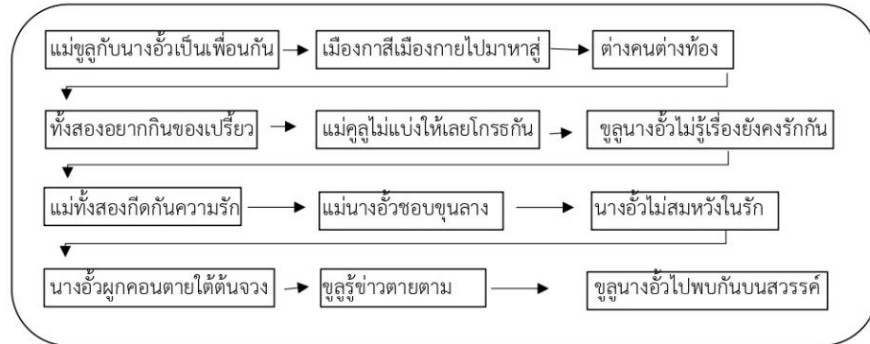 แม่ขูลูกับนางอั้วเป็นเพื่อนกัน
เมืองกาสีเมืองกายไปมาหาสู่
ต่างคนต่างท้อง
ทั้งสองอยากกินของเปรี้ยว
แม่คูลูไม่แบ่งให้เลยโกรธกัน
ขูลูนางอั้วไม่รู้เรื่องยังคงรักกัน
แม่ทั้งสองกีดกันความรัก
แม่นางอั้วชอบขุนลาง
นางอั้วไม่สมหวังในรัก
นางอั้วผูกคอนตายใต้ต้นจวง
ขูลูรู้ข่าวตายตาม
ขูลูนางอั้วไปพบกันบนสวรรค์